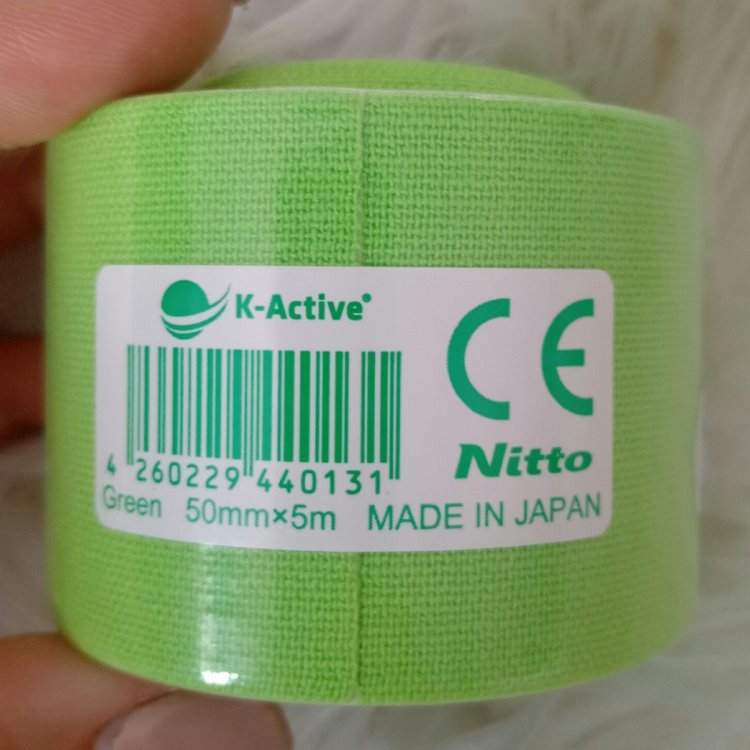 K-Active®
CE
Nitto
4 260229 440131
Green 50mm×5m MADE IN JAPAN